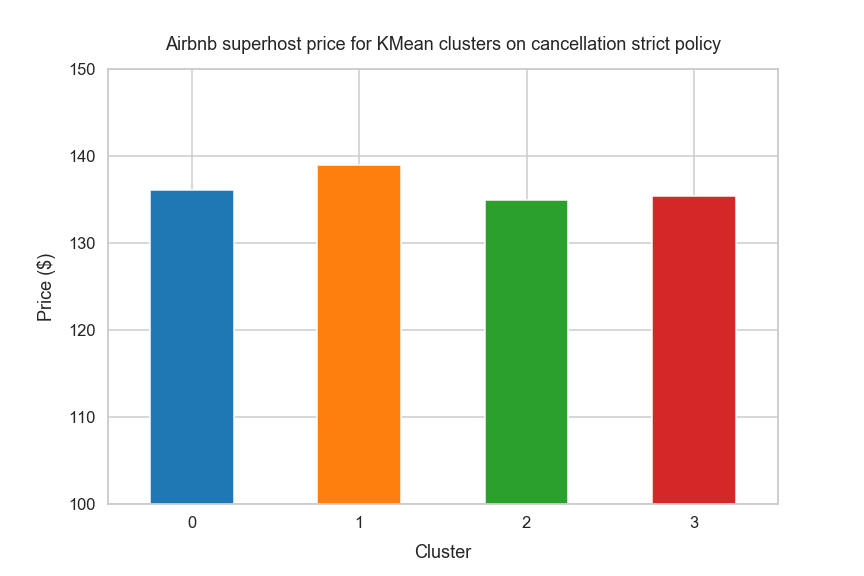 Airbnb superhost price for KMean clusters on cancellation strict policy
150
140
130
120
110
100
Price ($)
0 1 2 3
Cluster